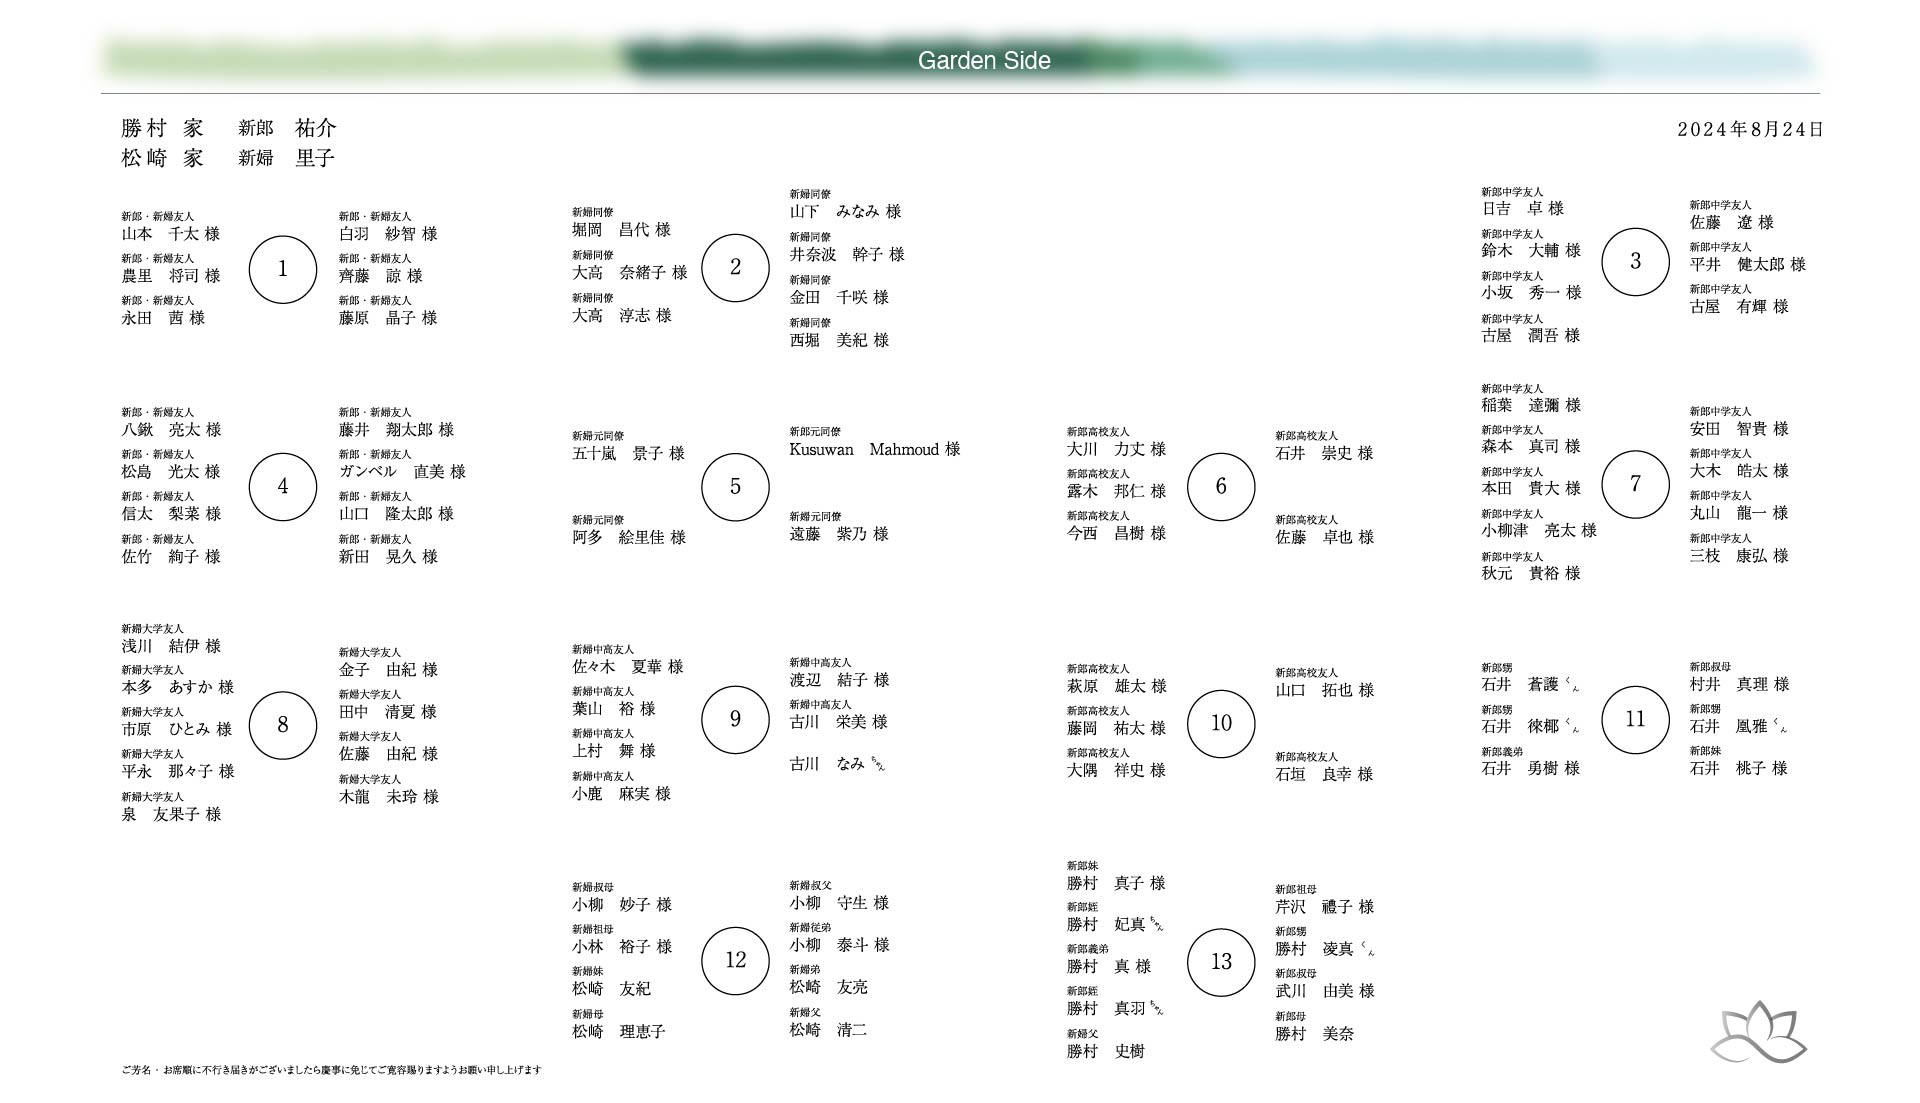 Garden Side
勝村 家 新郎 祐介
松崎 家 新婦 里子
2024年8月24日
新郎・新婦友人
山本 千太 様
新郎・新婦友人
農里 将司 様
新郎・新婦友人
永田 茜 様
1
新郎・新婦友人
白羽 紗智 様
新郎・新婦友人
齊藤 諒 様
新郎・新婦友人
藤原 晶子 様
新婦同僚
堀岡 昌代 様
新婦同僚
大高 奈緒子 様
新婦同僚
大高 淳志 様
2
新婦同僚
山下 みなみ 様
新婦同僚
井奈波 幹子 様
新婦同僚
金田 千咲 様
新婦同僚
西堀 美紀 様
新郎中学友人
日吉 卓 様
新郎中学友人
鈴木 大輔 様
新郎中学友人
小坂 秀一 様
新郎中学友人
古屋 潤吾 様
3
新郎中学友人
佐藤 遼 様
新郎中学友人
平井 健太郎 様
新郎中学友人
古屋 有輝 様
新郎・新婦友人
八鍬 亮太 様
新郎・新婦友人
松島 光太 様
新郎・新婦友人
信太 梨菜 様
新郎・新婦友人
佐竹 絢子 様
4
新郎・新婦友人
藤井 翔太郎 様
新郎・新婦友人
ガンベル 直美 様
新郎・新婦友人
山口 隆太郎 様
新郎・新婦友人
新田 晃久 様
新婦元同僚
五十嵐 景子 様
新婦元同僚
阿多 絵里佳 様
5
新郎元同僚
Kusuwan Mahmoud 様
新婦元同僚
遠藤 紫乃 様
新郎高校友人
大川 力丈 様
新郎高校友人
露木 邦仁 様
新郎高校友人
今西 昌樹 様
6
新郎高校友人
石井 崇史 様
新郎高校友人
佐藤 卓也 様
新郎中学友人
稲葉 達彌 様
新郎中学友人
森本 真司 様
新郎中学友人
本田 貴大 様
新郎中学友人
小柳津 亮太 様
新郎中学友人
秋元 貴裕 様
7
新郎中学友人
安田 智貴 様
新郎中学友人
大木 皓太 様
新郎中学友人
丸山 龍一 様
新郎中学友人
三枝 康弘 様
新婦大学友人
浅川 結伊 様
新婦大学友人
本多 あすか 様
新婦大学友人
市原 ひとみ 様
新婦大学友人
平永 那々子 様
新婦大学友人
泉 友果子 様
8
新婦大学友人
金子 由紀 様
新婦大学友人
田中 清夏 様
新婦大学友人
佐藤 由紀 様
新婦大学友人
木龍 未玲 様
新婦中高友人
佐々木 夏華 様
新婦中高友人
葉山 裕 様
新婦中高友人
上村 舞 様
新婦中高友人
小鹿 麻実 様
9
新婦中高友人
渡辺 結子 様
新婦中高友人
古川 栄美 様
古川 なみ ちゃん
新郎高校友人
萩原 雄太 様
新郎高校友人
藤岡 祐太 様
新郎高校友人
大隅 祥史 様
10
新郎高校友人
山口 拓也 様
新郎高校友人
石垣 良幸 様
新郎甥
石井 蒼護 くん
新郎甥
石井 徠椰 くん
新郎義弟
石井 勇樹 様
11
新郎叔母
村井 真理 様
新郎甥
石井 凰雅 くん
新郎妹
石井 桃子 様
新婦叔母
小柳 妙子 様
新婦祖母
小林 裕子 様
新婦妹
松崎 友紀
新婦母
松崎 理恵子
12
新婦叔父
小柳 守生 様
新婦従弟
小柳 泰斗 様
新婦弟
松崎 友亮
新婦父
松崎 清二
新郎妹
勝村 真子 様
新郎姪
勝村 妃真 ちゃん
新郎義弟
勝村 真 様
新郎姪
勝村 真羽 ちゃん
新婦父
勝村 史樹
13
新郎祖母
芹沢 禮子 様
新郎甥
勝村 凌真 くん
新郎叔母
武川 由美 様
新郎母
勝村 美奈
ご芳名・お席順に不行き届きがございましたら慶事に免じてご寛容賜りますようお願い申し上げます